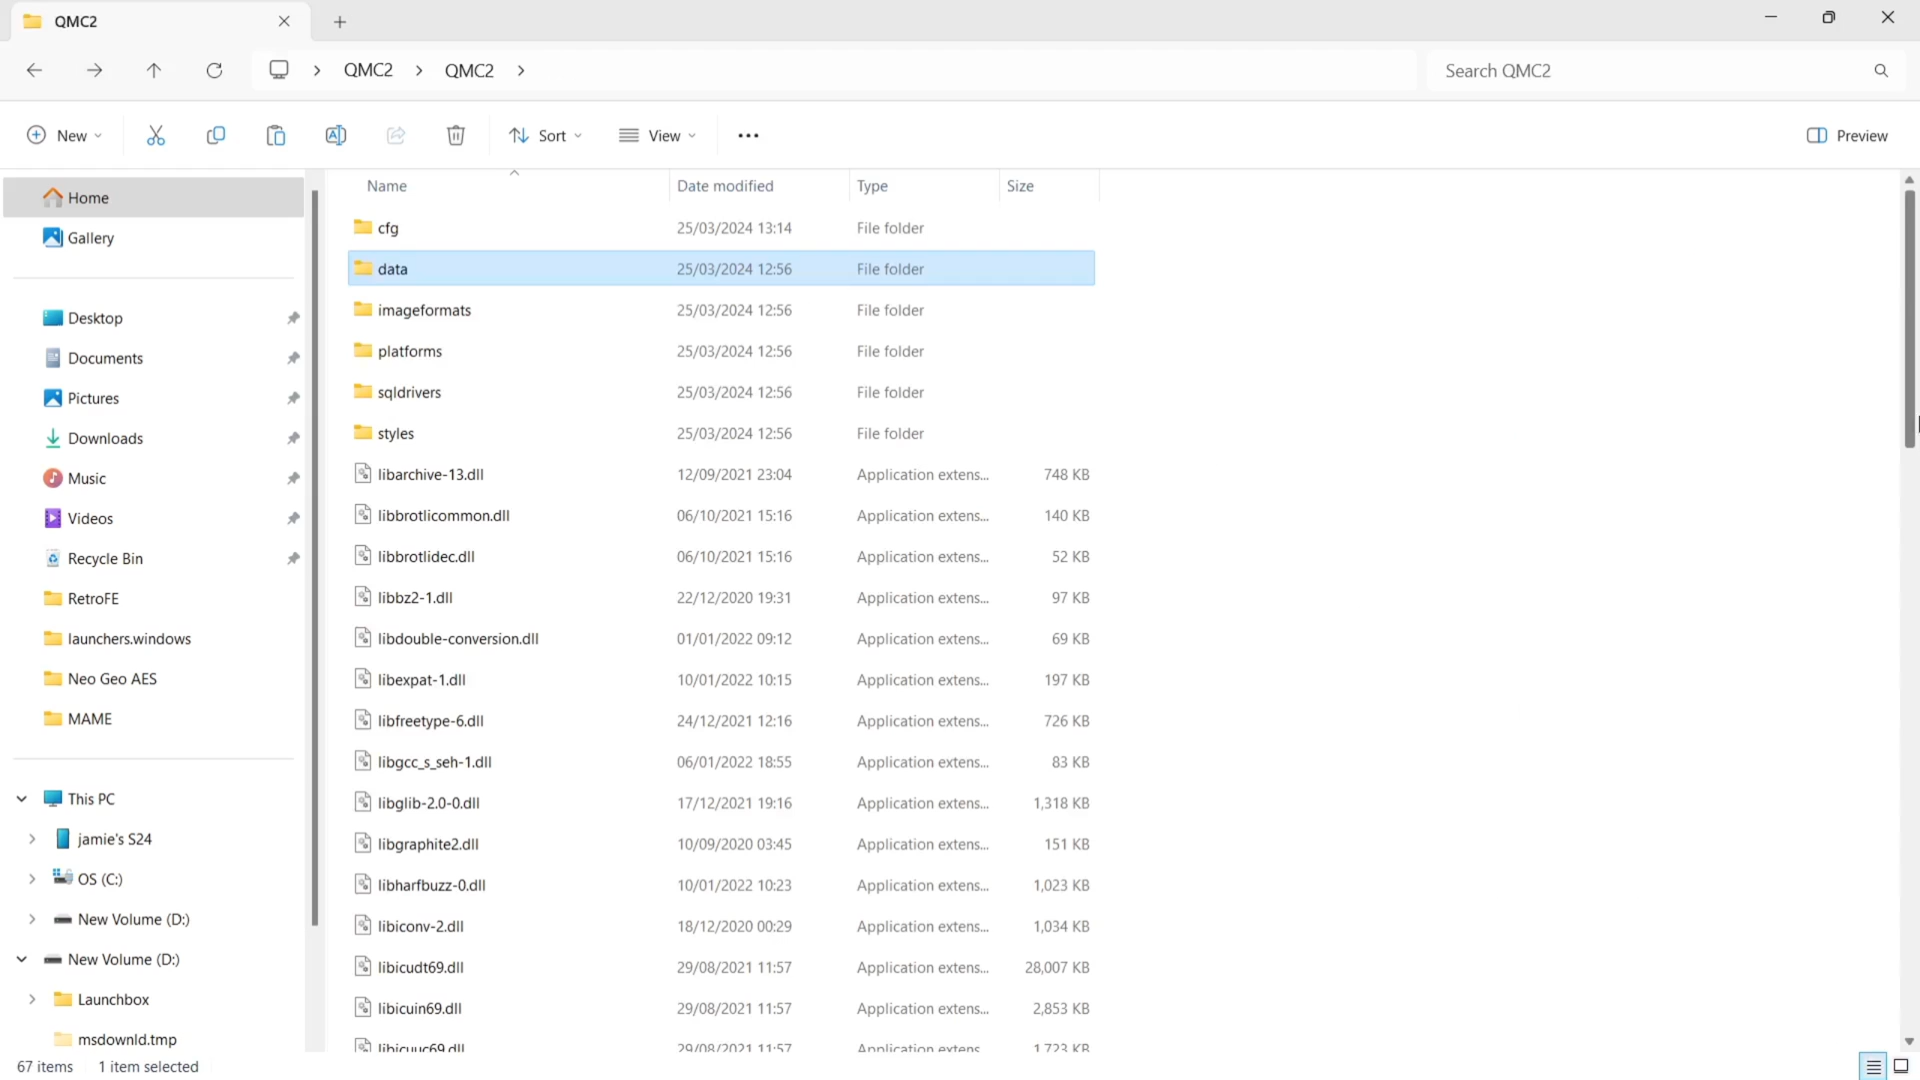 QMC2
QMC2 QMC2
Search QMC2
New Sort View Preview
Home
Gallery
Desktop
Documents
Pictures
Downloads
Music
Videos
Recycle Bin
RetroFE
launchers.windows
Neo Geo AES
MAME
This PC
jamie's S24
OS (C:)
New Volume (D:)
New Volume (D:)
Launchbox
msdownld.tmp
Name Date modified Type Size
cfg 25/03/2024 13:14 File folder
data 25/03/2024 12:56 File folder
imageformats 25/03/2024 12:56 File folder
platforms 25/03/2024 12:56 File folder
sqldrivers 25/03/2024 12:56 File folder
styles 25/03/2024 12:56 File folder
libarchive-13.dll 12/09/2021 23:04 Application extens... 748 KB
libbrotlicommon.dll 06/10/2021 15:16 Application extens... 140 KB
libbrotlidec.dll 06/10/2021 15:16 Application extens... 52 KB
libbz2-1.dll 22/12/2020 19:31 Application extens... 97 KB
libdouble-conversion.dll 01/01/2022 09:12 Application extens... 69 KB
libexpat-1.dll 10/01/2022 10:15 Application extens... 197 KB
libfreetype-6.dll 24/12/2021 12:16 Application extens... 726 KB
libgcc_s_seh-1.dll 06/01/2022 18:55 Application extens... 83 KB
libglib-2.0-0.dll 17/12/2021 19:16 Application extens... 1,318 KB
libgraphite2.dll 10/09/2020 03:45 Application extens... 151 KB
libharfbuzz-0.dll 10/01/2022 10:23 Application extens... 1,023 KB
libiconv-2.dll 18/12/2020 00:29 Application extens... 1,034 KB
libicudt69.dll 29/08/2021 11:57 Application extens... 28,007 KB
libicuin69.dll 29/08/2021 11:57 Application extens... 2,853 KB
libicuuc69.dll 29/08/2021 11:57 Application extens... 1,723 KB
67 items 1 item selected